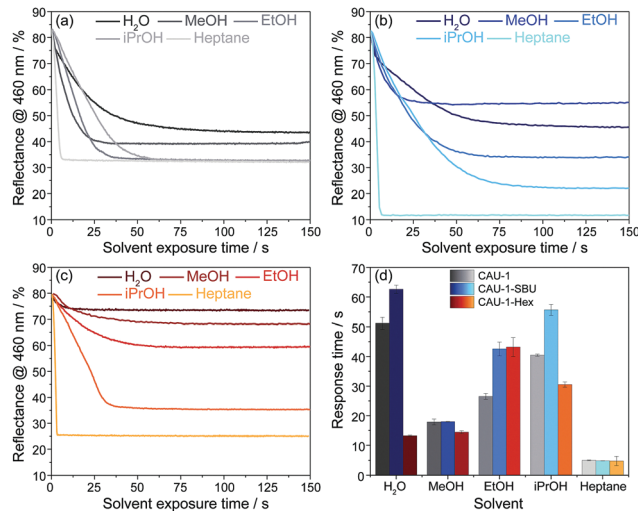 (a)
H2O MeOH EtOH
iPrOH Heptane
Reflectance @ 460 nm / %
90
80
70
60
50
40
30
20
10
0 25 50 75 100 125 150
Solvent exposure time / s
(b)
H2O MeOH EtOH
iPrOH Heptane
Reflectance @ 460 nm / %
90
80
70
60
50
40
30
20
10
0 25 50 75 100 125 150
Solvent exposure time / s
(c)
H2O MeOH EtOH
iPrOH Heptane
Reflectance @ 460 nm / %
90
80
70
60
50
40
30
20
10
0 25 50 75 100 125 150
Solvent exposure time / s
(d)
CAU-1
CAU-1-SBU
CAU-1-Hex
Response time / s
70
60
50
40
30
20
10
0
H2O MeOH EtOH iPrOH Heptane
Solvent